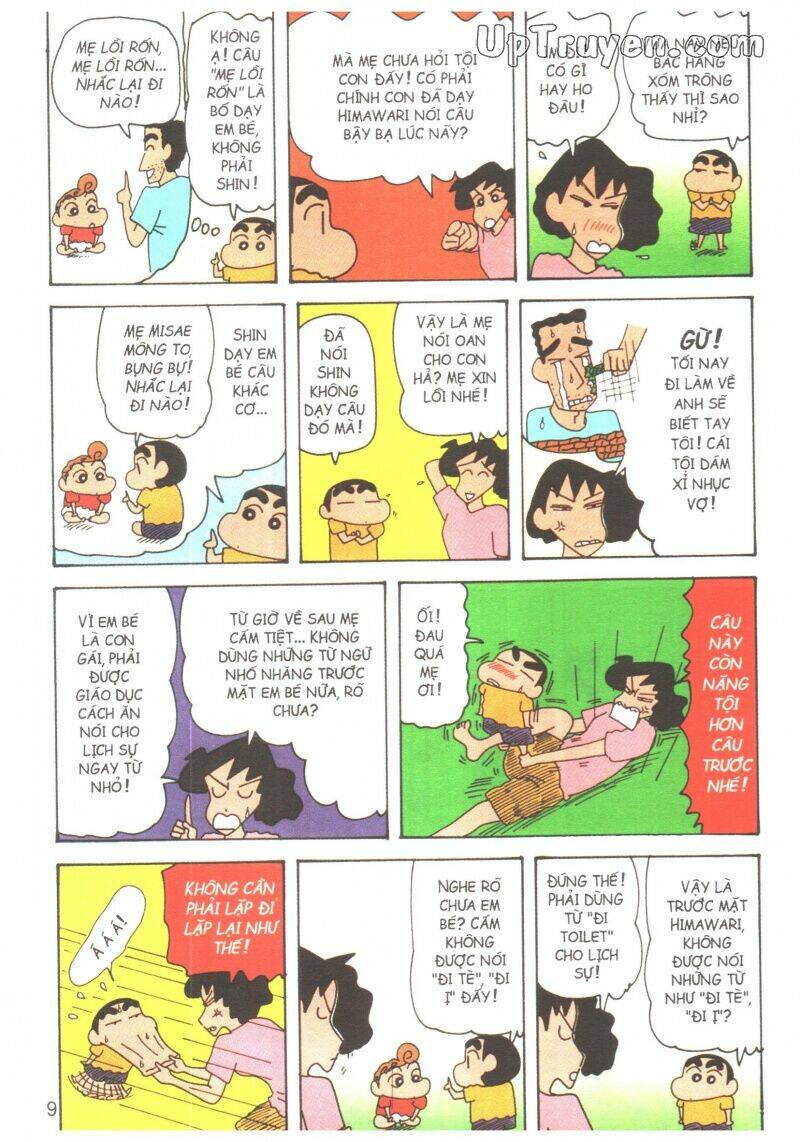 UpTruyen.com
BÁC HÀNG
XÓM TRÔNG
THẤY THÌ SAO
NHỈ?
CÓ GÌ
HAY HO
ĐÂU!
MÀ MẸ CHƯA HỎI TỘI
CON ĐẤY! CÓ PHẢI
CHÍNH CON ĐÃ DẠY
HIMAWARI NÓI CÂU
BẬY BẠ LÚC NÃY?
KHÔNG
Ạ! CÂU
"MẸ LỒI
RỐN" LÀ
BỐ DẠY
EM BÉ,
KHÔNG
PHẢI
SHIN!
MẸ LỒI RỐN,
MẸ LỒI RỐN...
NHẮC LẠI ĐI
NÀO!
GỪ!
TỐI NAY
ĐI LÀM VỀ
ANH SẼ
BIẾT TAY
TÔI! CÁI
TỘI DÁM
XỈ NHỤC
VỢ!
VẬY LÀ MẸ
NÓI OAN
CHO CON
HẢ? MẸ XIN
LỖI NHÉ!
ĐÃ
NÓI
SHIN
KHÔNG
DẠY CÂU
ĐÓ MÀ!
SHIN
DẠY EM
BÉ CÂU
KHÁC
CƠ...
MẸ MISAE
MÔNG TO,
BỤNG BỰ!
NHẮC LẠI
ĐI NÀO!
CÂU
NÀY
CÒN
NẶNG
TỘI
HƠN
CÂU
TRƯỚC
NHÉ!
ỐI!
ĐAU
QUÁ
MẸ
ƠI!
TỪ GIỜ VỀ SAU MẸ
CẤM TIỆT... KHÔNG
DÙNG NHỮNG TỪ NGỮ
NHỐ NHĂNG TRƯỚC
MẶT EM BÉ NỮA, RÕ
CHƯA?
VÌ EM BÉ
LÀ CON
GÁI, PHẢI
ĐƯỢC
GIÁO DỤC
CÁCH ĂN
NÓI CHO
LỊCH SỰ
NGAY TỪ
NHỎ!
VẬY LÀ
TRƯỚC MẶT
HIMAWARI,
KHÔNG
ĐƯỢC NÓI
NHỮNG TỪ
NHƯ "ĐI TÈ",
"ĐI Ị"?
ĐÚNG THẾ!
PHẢI DÙNG
TỪ "ĐI
TOILET"
CHO LỊCH
SỰ!
NGHE RÕ
CHƯA EM
BÉ? CẤM
KHÔNG
ĐƯỢC NÓI
"ĐI TÈ", "ĐI
Ị" ĐẤY!
KHÔNG CẦN
PHẢI LẶP ĐI
LẶP LẠI NHƯ
THẾ!
Á Á Á!
9